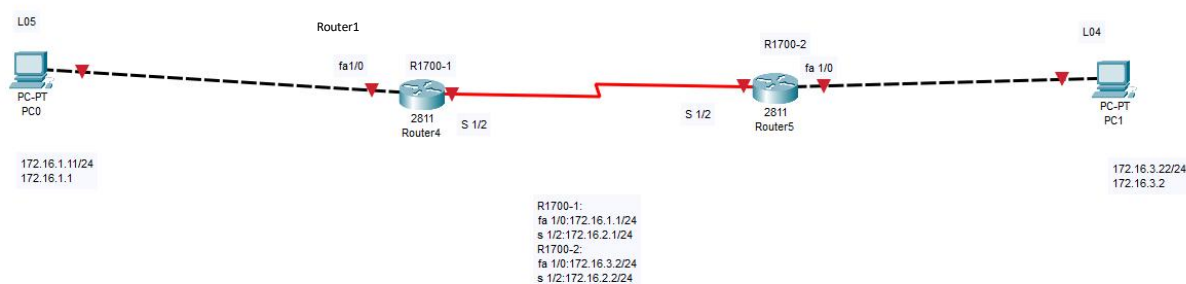 L05
Router1
R1700-2
L04
fa1/0
R1700-1
fa 1/0
PC-PT
PC0
2811
Router4
S 1/2
S 1/2
2811
Router5
PC-PT
PC1
172.16.1.11/24
172.16.1.1
172.16.3.22/24
172.16.3.2
R1700-1:
fa 1/0:172.16.1.1/24
s 1/2:172.16.2.1/24
R1700-2:
fa 1/0:172.16.3.2/24
s 1/2:172.16.2.2/24